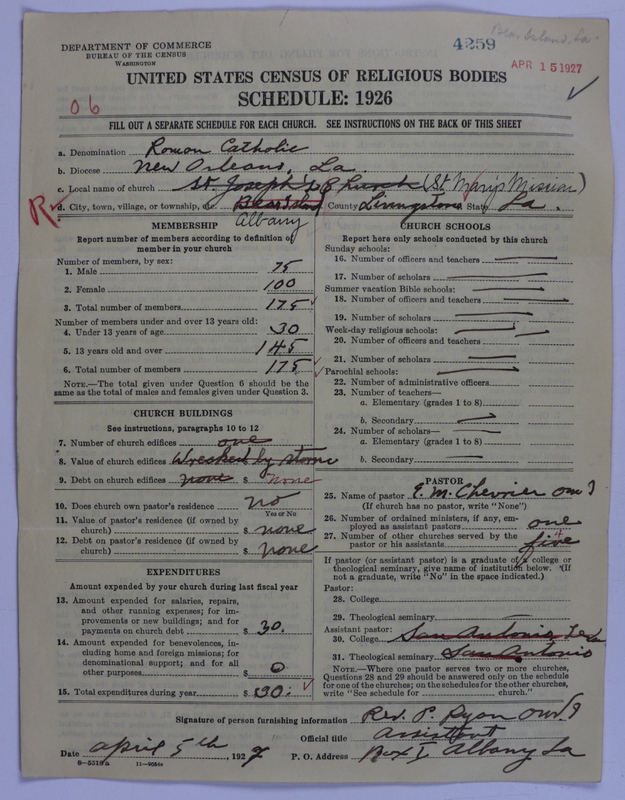 4259
Bear Island, La.
DEPARTMENT OF COMMERCE
BUREAU OF THE CENSUS
WASHINGTON
APR 15 1927
UNITED STATES CENSUS OF RELIGIOUS BODIES
SCHEDULE: 1926
06
FILL OUT A SEPARATE SCHEDULE FOR EACH CHURCH. SEE INSTRUCTIONS ON THE BACK OF THIS SHEET
a. Denomination Roman Catholic
b. Diocese New Orleans, La.
c. Local name of church St. Joseph's Church (St Mary's Mission)
R
d. City, town, village, or township, etc. County Livingston State La.
Albany
MEMBERSHIP
Report number of members according to definition of
member in your church
Number of members, by sex:
1. Male 75
2. Female 100
3. Total number of members 175
Number of members under and over 13 years old:
4. Under 13 years of age 30
5. 13 years old and over 145
6. Total number of members 175
NOTE.—The total given under Question 6 should be the
same as the total of males and females given under Question 3.
CHURCH BUILDINGS
See instructions, paragraphs 10 to 12
7. Number of church edifices one
8. Value of church edifices Wrecked by storm
9. Debt on church edifices none $ none
10. Does church own pastor's residence? no
Yes or No
11. Value of pastor's residence (if owned by
church) $ none
12. Debt on pastor's residence (if owned by
church) $ none
EXPENDITURES
Amount expended by your church during last fiscal year
13. Amount expended for salaries, repairs,
and other running expenses; for im-
provements or new buildings; and for
payments on church debt $ 30.
14. Amount expended for benevolences, in-
cluding home and foreign missions; for
denominational support; and for all
other purposes $ 0
15. Total expenditures during year $ 30.
CHURCH SCHOOLS
Report here only schools conducted by this church
Sunday schools:
16. Number of officers and teachers
17. Number of scholars
Summer vacation Bible schools:
18. Number of officers and teachers
19. Number of scholars
Week-day religious schools:
20. Number of officers and teachers
21. Number of scholars
Parochial schools:
22. Number of administrative officers
23. Number of teachers—
a. Elementary (grades 1 to 8)
b. Secondary
24. Number of scholars—
a. Elementary (grades 1 to 8)
b. Secondary
PASTOR
25. Name of pastor E. M. Chevrier
(If church has no pastor, write "None")
26. Number of ordained ministers, if any, em-
ployed as assistant pastors one
27. Number of other churches served by the
pastor or his assistants five
If pastor (or assistant pastor) is a graduate of a college or
theological seminary, give name of institution below. (If
not a graduate, write "No" in the space indicated.)
Pastor:
28. College
29. Theological seminary
Assistant pastor:
30. College San Antonio Tex
31. Theological seminary San Antonio
NOTE.—Where one pastor serves two or more churches,
Questions 28 and 29 should be answered only on the schedule
for one of the churches; on the schedules for the other churches,
write "See schedule for church."
Signature of person furnishing information Rev. P. Ryan
Official title Assistant
Date April 5th, 1927 P. O. Address Box I, Albany La
8-5519a 11-9684